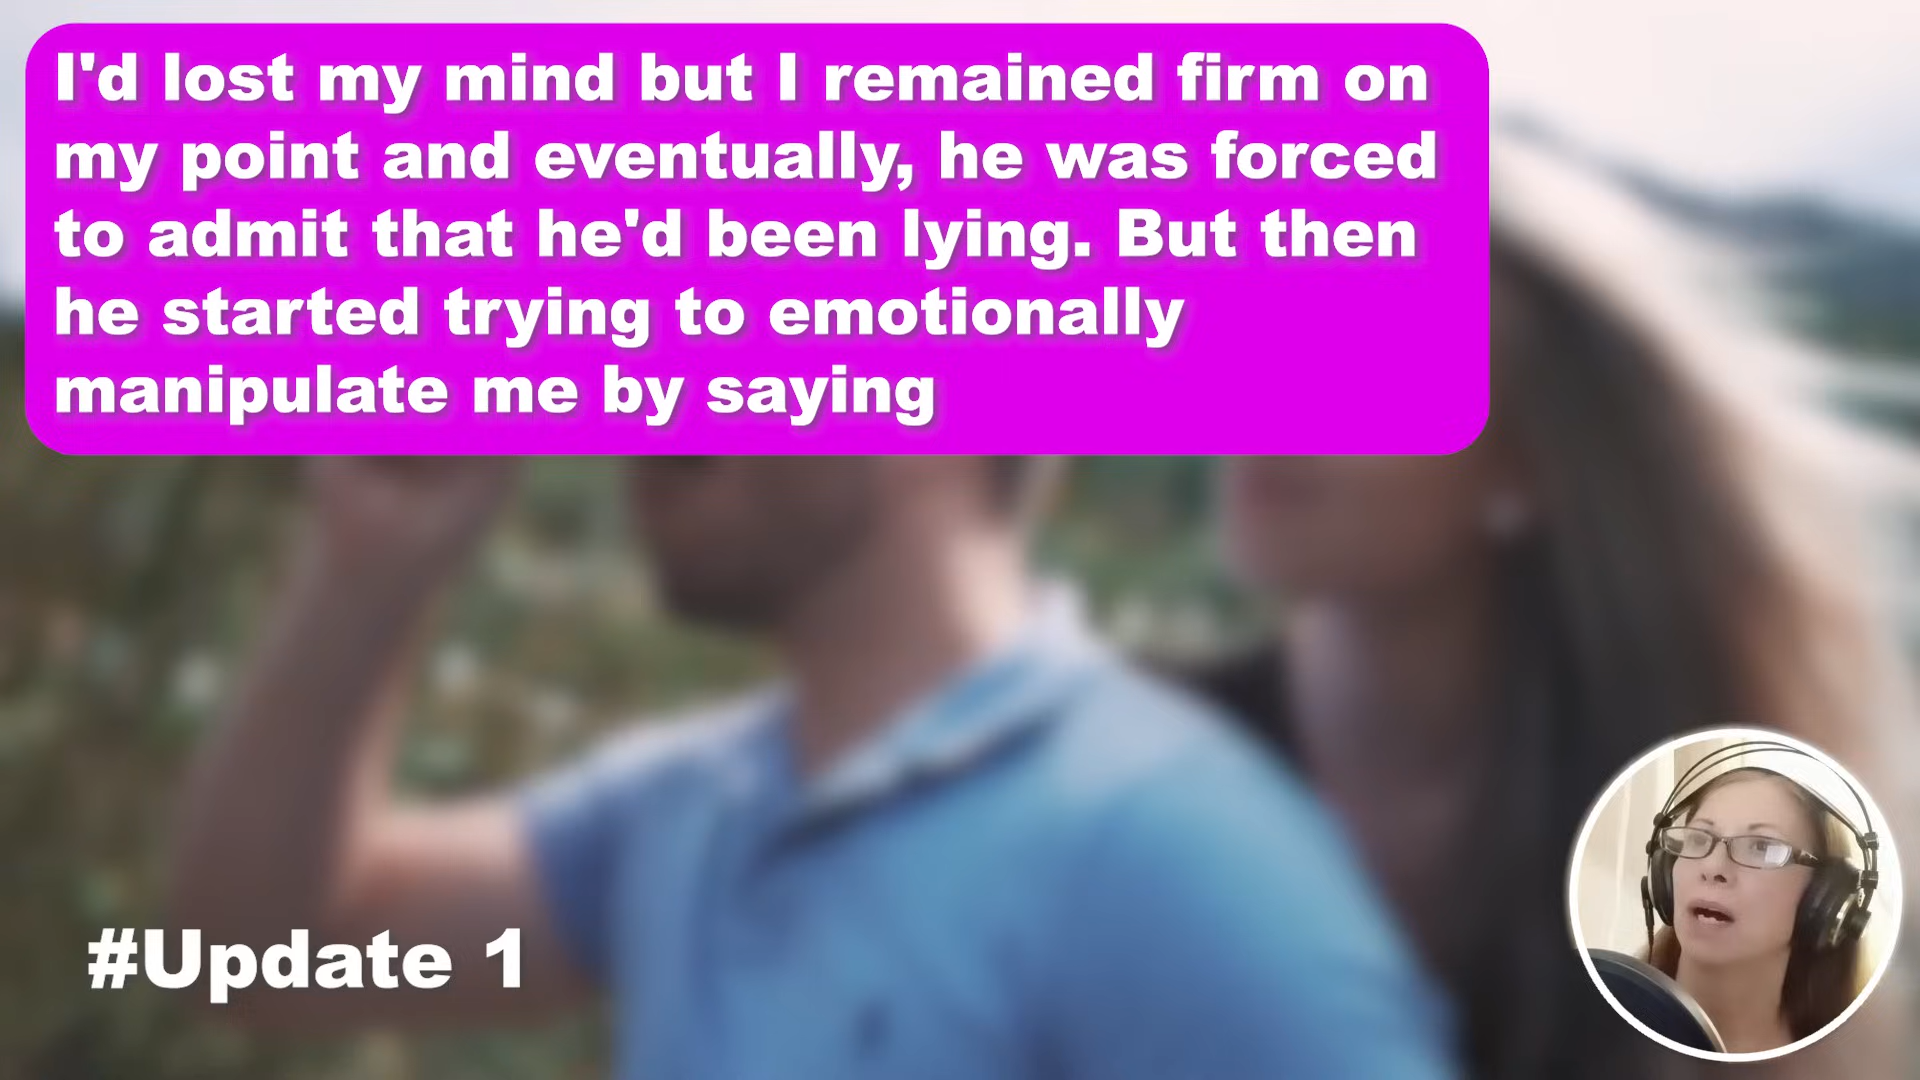 I'd lost my mind but I remained firm on
my point and eventually, he was forced
to admit that he'd been lying. But then
he started trying to emotionally
manipulate me by saying
#Update 1